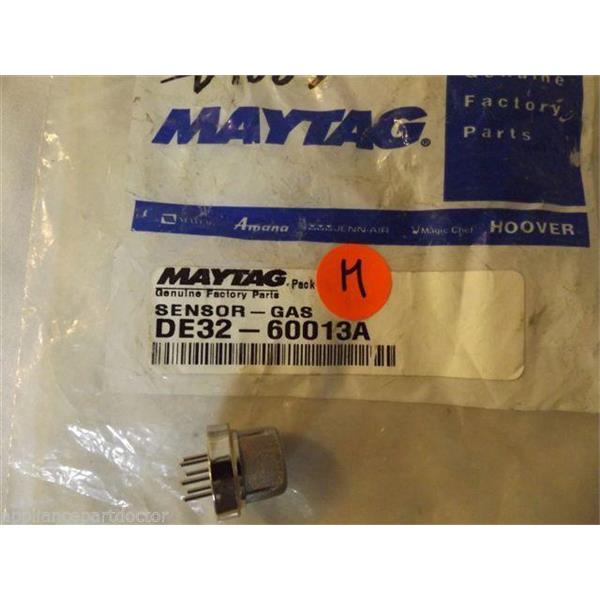 Genuine
Factory
Parts
MAYTAG®
MAYTAG Amana JENN-AIR Magic Chef HOOVER
MAYTAG Pack
Genuine Factory Parts
M
SENSOR-GAS
DE32-60013A
appliancepartdoctor